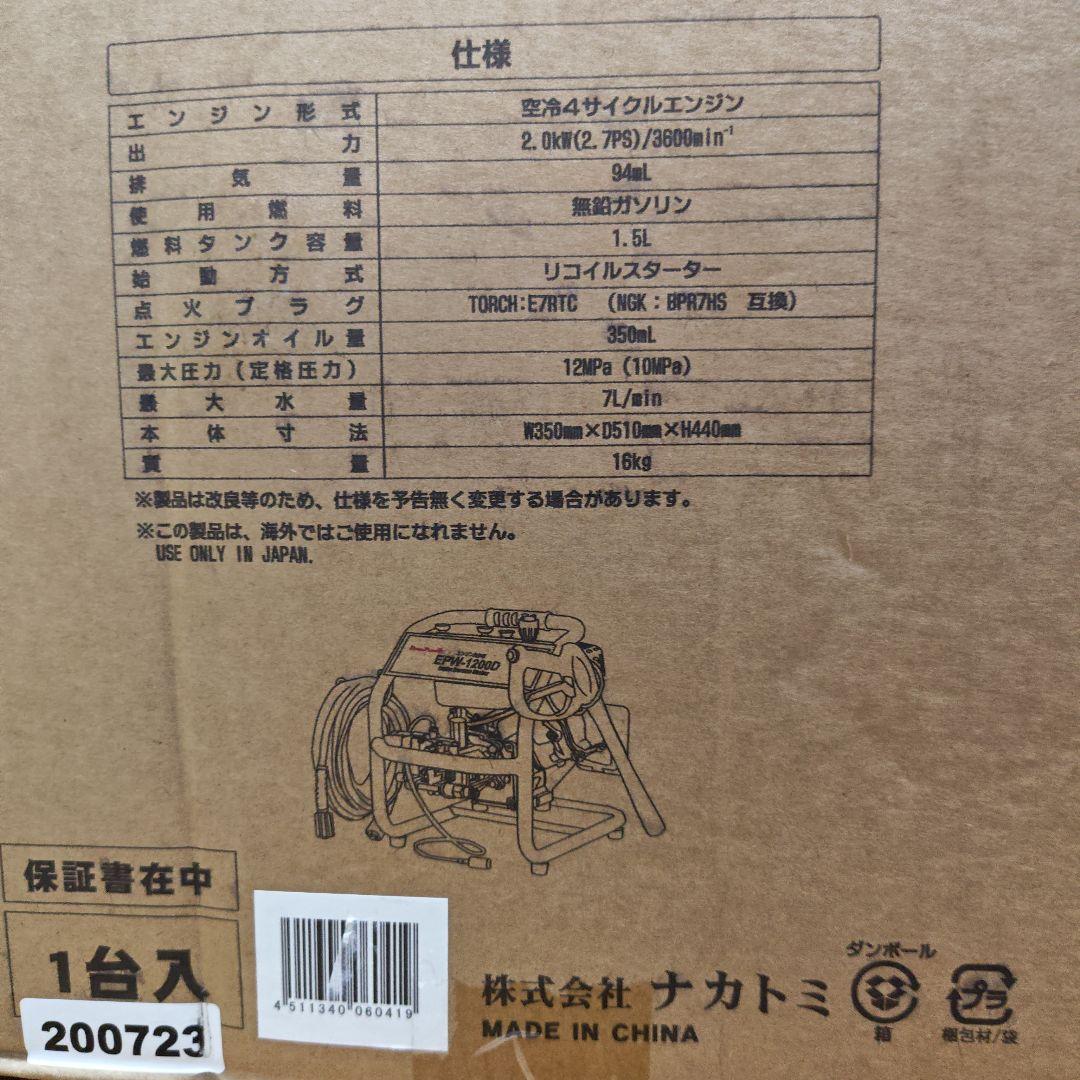 仕様
エンジン形式 空冷4サイクルエンジン
出力 2.0kW(2.7PS)/3600min⁻¹
排気量 94mL
使用燃料 無鉛ガソリン
燃料タンク容量 1.5L
始動方式 リコイルスターター
点火プラグ TORCH:E7RTC (NGK:BPR7HS 互換)
エンジンオイル量 350mL
最大圧力(定格圧力) 12MPa(10MPa)
最大水量 7L/min
本体寸法 W350mm×D510mm×H440mm
質量 16kg
※製品は改良等のため、仕様を予告無く変更する場合があります。
※この製品は、海外ではご使用になれません。
USE ONLY IN JAPAN.
EPW-1200D
保証書在中
1台入
200723
4 511340 060419
株式会社 ナカトミ
MADE IN CHINA
ダンボール
箱
プラ
梱包材/袋